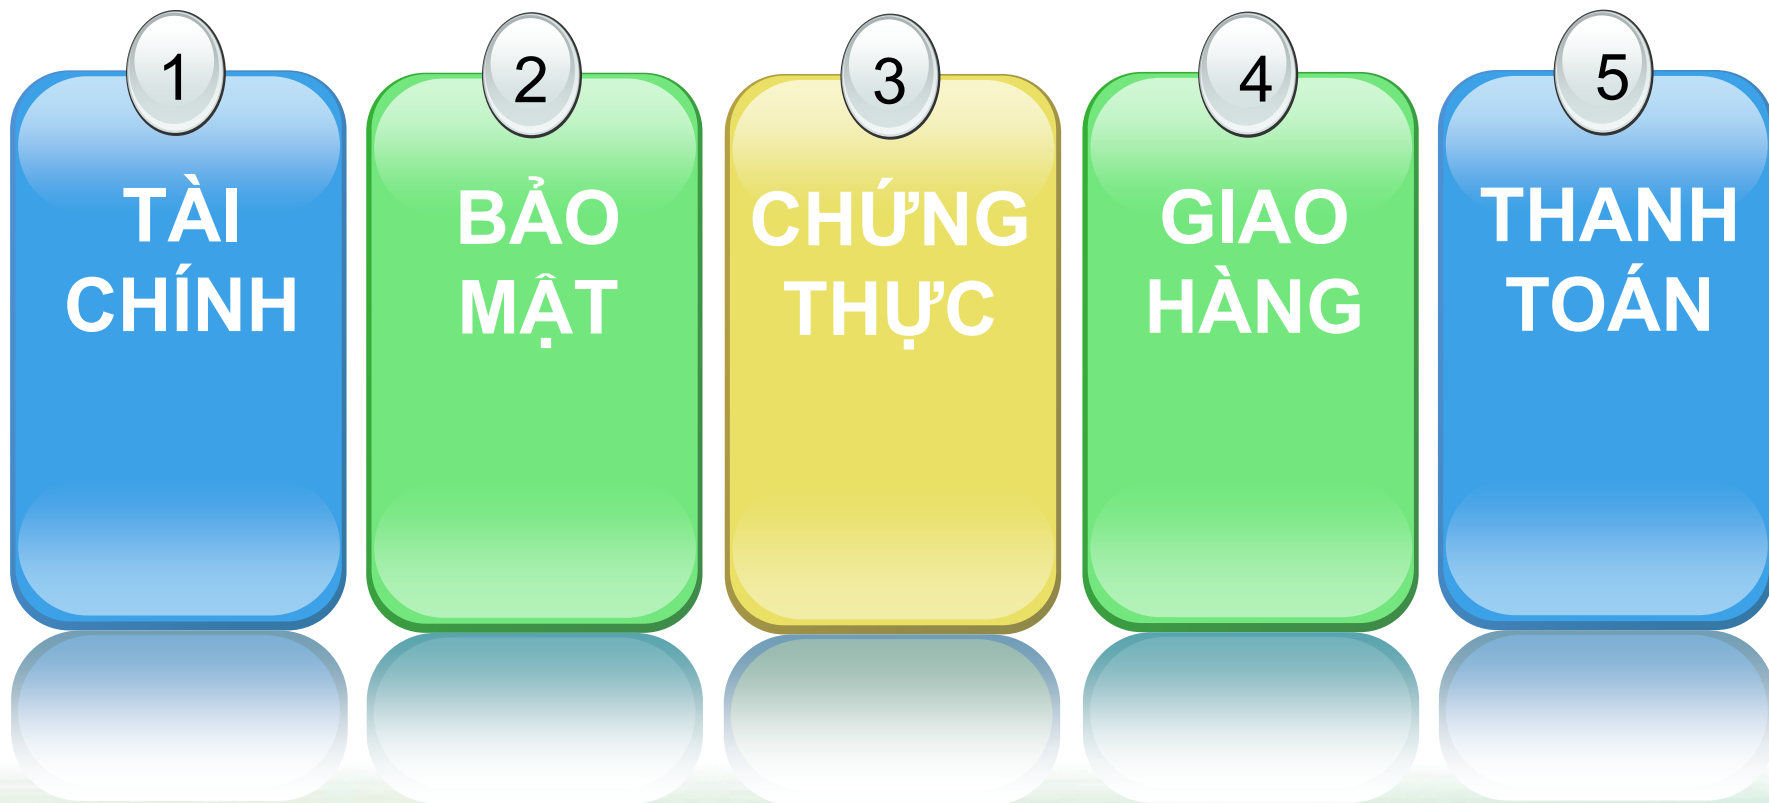 1
TÀI
CHÍNH
2
BẢO
MẬT
3
CHỨNG
THỰC
4
GIAO
HÀNG
5
THANH
TOÁN